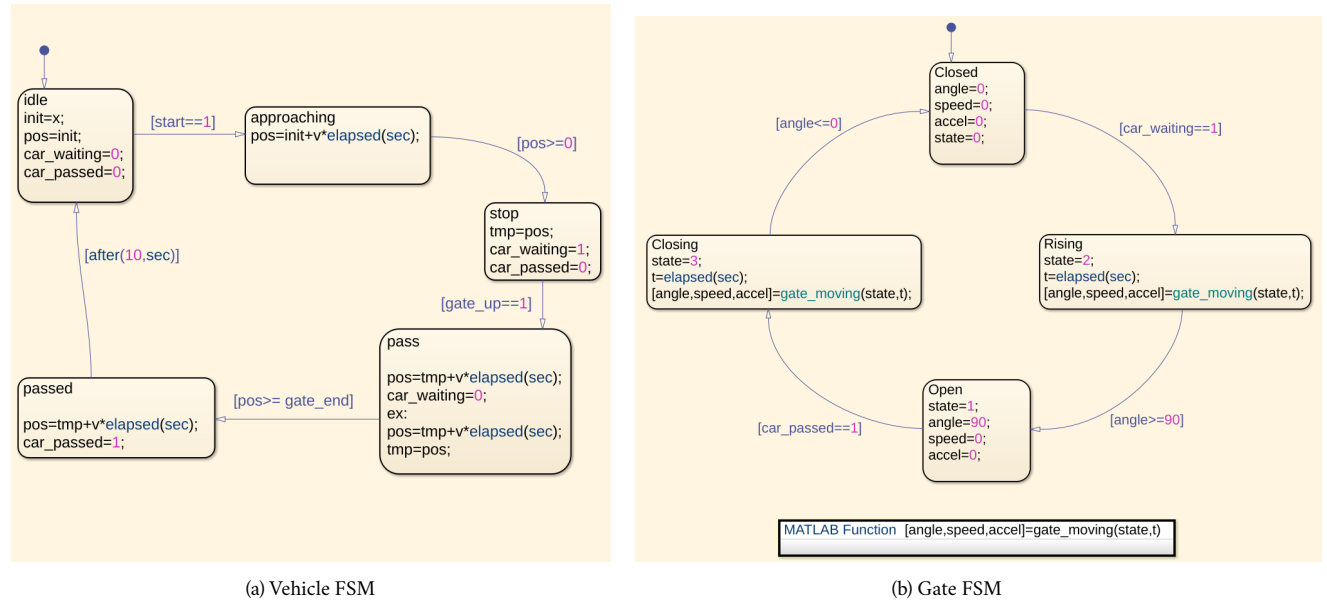 idle
init=x;
pos=init;
car_waiting=0;
car_passed=0;
[start==1]
approaching
pos=init+v*elapsed(sec);
[pos>=0]
stop
tmp=pos;
car_waiting=1;
car_passed=0;
[gate_up==1]
pass
pos=tmp+v*elapsed(sec);
car_waiting=0;
ex:
pos=tmp+v*elapsed(sec);
tmp=pos;
[pos>= gate_end]
passed
pos=tmp+v*elapsed(sec);
car_passed=1;
[after(10,sec)]
(a) Vehicle FSM
Closed
angle=0;
speed=0;
accel=0;
state=0;
[car_waiting==1]
Rising
state=2;
t=elapsed(sec);
[angle,speed,accel]=gate_moving(state,t);
[angle>=90]
Open
state=1;
angle=90;
speed=0;
accel=0;
[car_passed==1]
Closing
state=3;
t=elapsed(sec);
[angle,speed,accel]=gate_moving(state,t);
[angle<=0]
MATLAB Function [angle,speed,accel]=gate_moving(state,t)
(b) Gate FSM